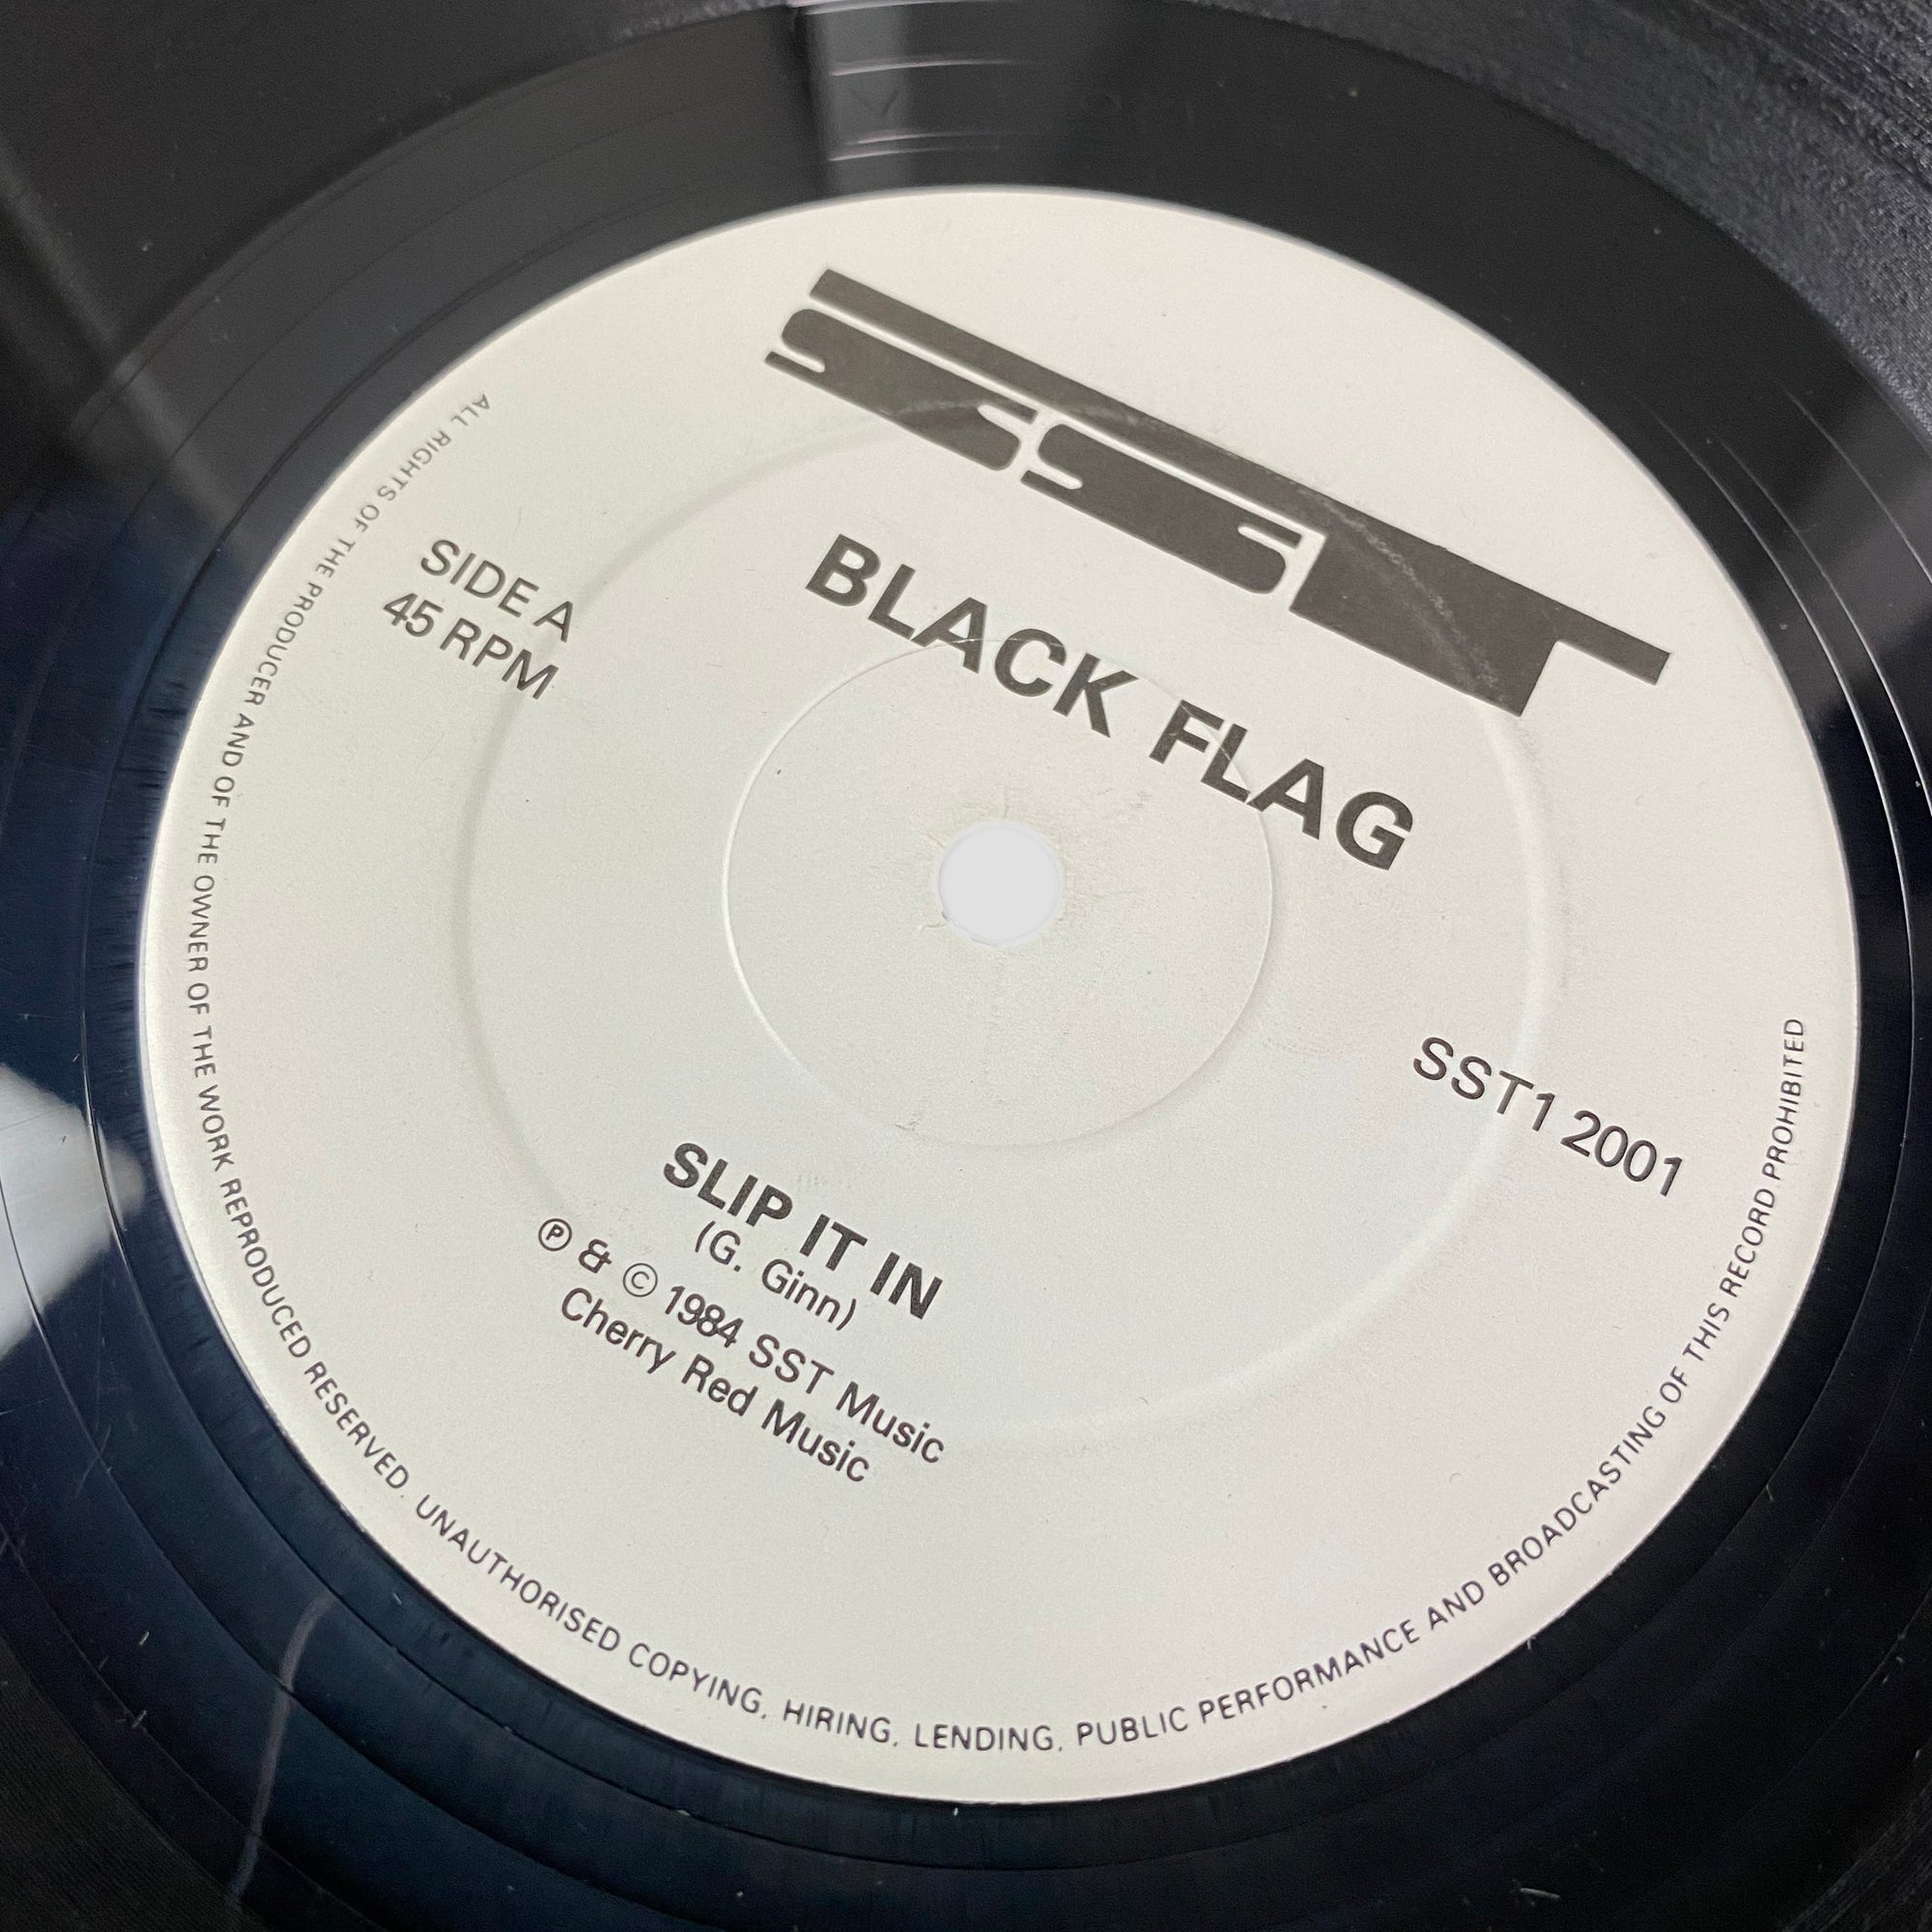 SST
BLACK FLAG
SIDE A
45 RPM
SST1 2001
SLIP IT IN
(G. Ginn)
℗ & © 1984 SST Music
Cherry Red Music
ALL RIGHTS OF THE PRODUCER AND OF THE OWNER OF THE WORK REPRODUCED RESERVED. UNAUTHORISED COPYING, HIRING, LENDING, PUBLIC PERFORMANCE AND BROADCASTING OF THIS RECORD PROHIBITED